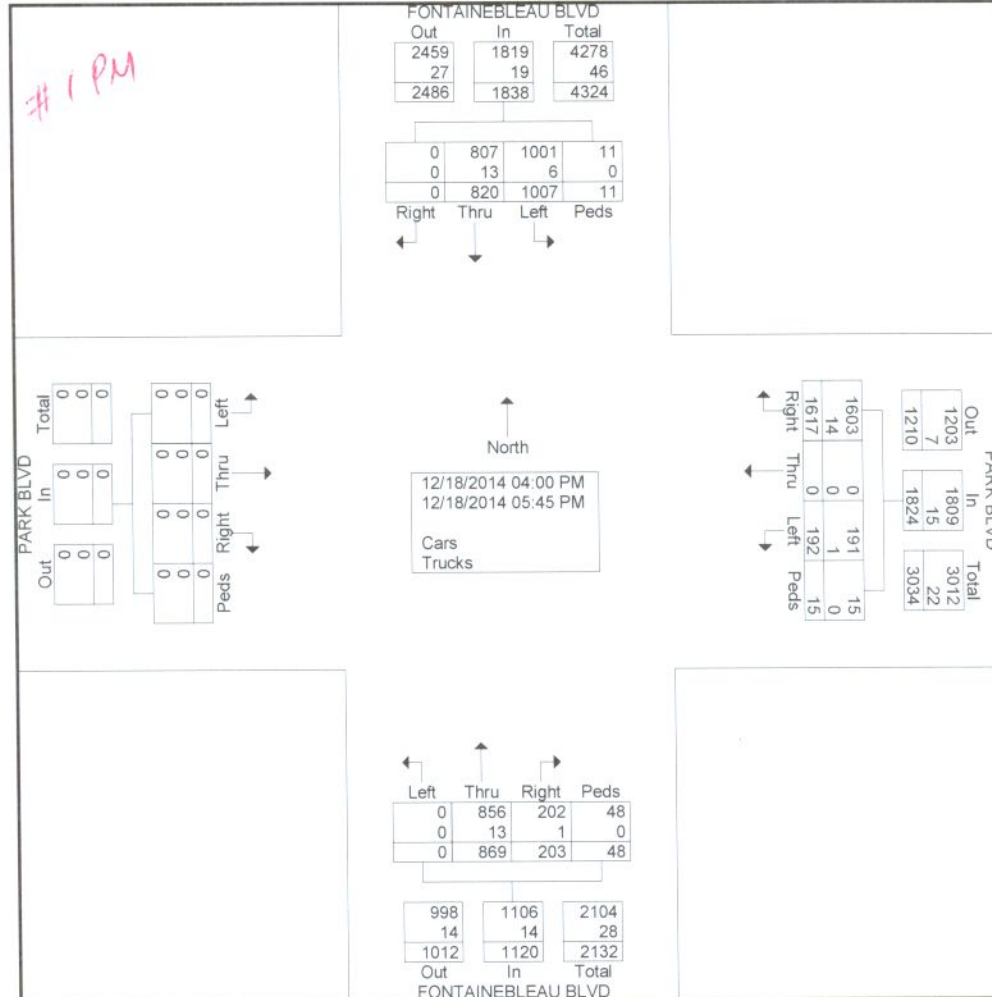 # 1 PM
FONTAINEBLEAU BLVD
Out In Total
2459 1819 4278
27 19 46
2486 1838 4324
0 807 1001 11
0 13 6 0
0 820 1007 11
Right Thru Left Peds
PARK BLVD
Total In Out
0 0 0
0 0 0
0 0 0
Left Thru Right Peds
0 0 0 0
0 0 0 0
0 0 0 0
North
12/18/2014 04:00 PM
12/18/2014 05:45 PM
Cars
Trucks
Right Thru Left Peds
1603 0 191 15
14 0 1 0
1617 0 192 15
PARK BLVD
Out In Total
1203 1809 3012
7 15 22
1210 1824 3034
Left Thru Right Peds
0 856 202 48
0 13 1 0
0 869 203 48
998 1106 2104
14 14 28
1012 1120 2132
Out In Total
FONTAINEBLEAU BLVD